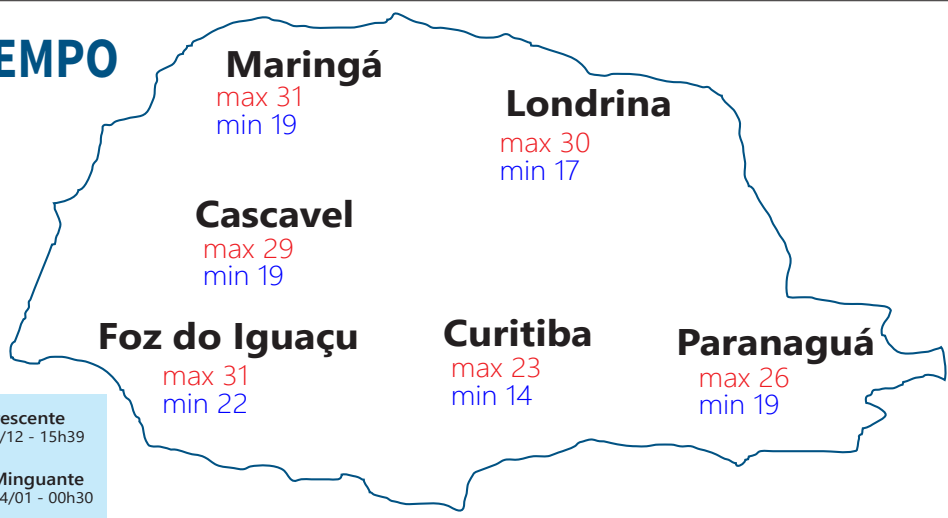 EMPO
Maringá
max 31
min 19
Londrina
max 30
min 17
Cascavel
max 29
min 19
Foz do Iguaçu
max 31
min 22
Curitiba
max 23
min 14
Paranaguá
max 26
min 19
escente
/12 - 15h39
Minguante
4/01 - 00h30